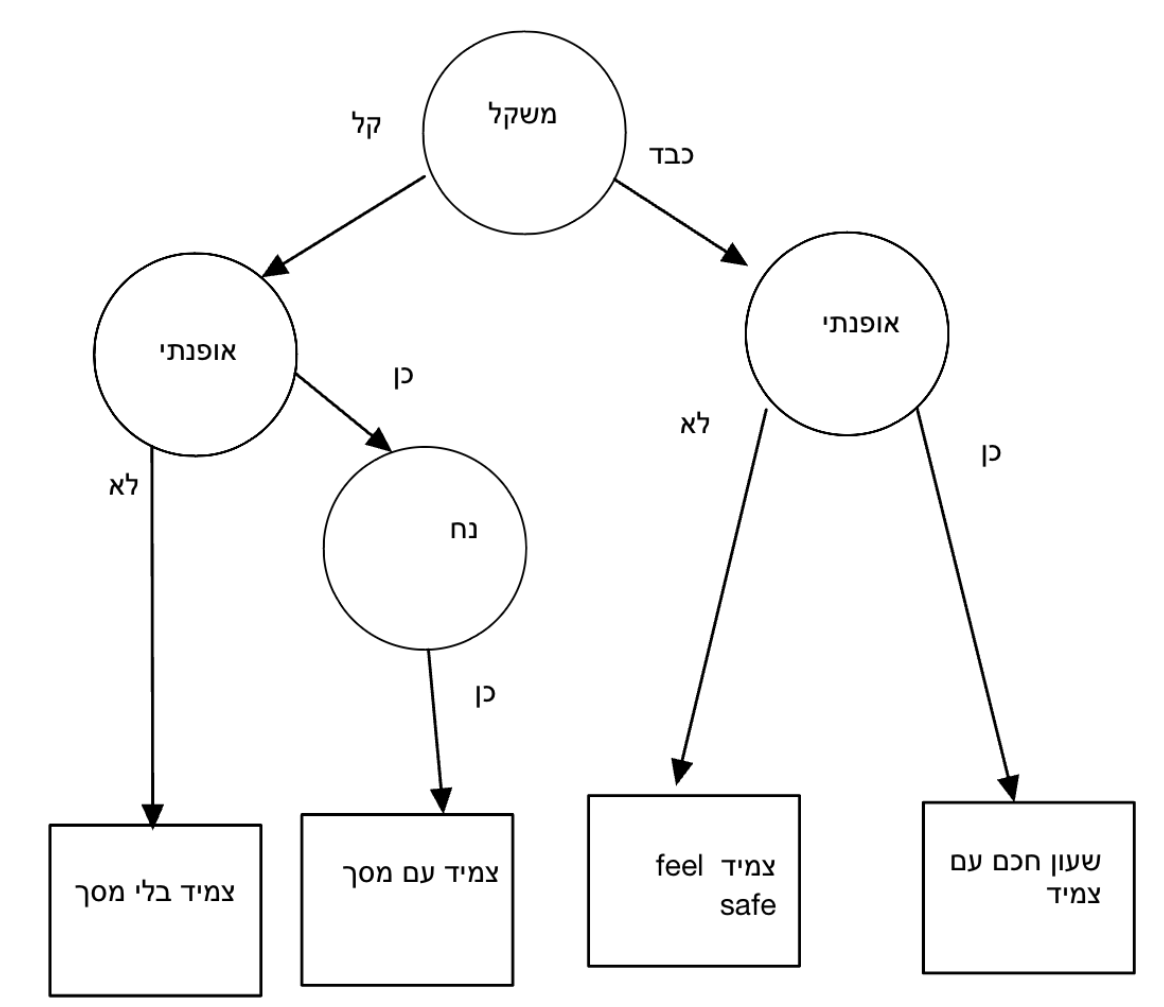 משקל
קל
כבד
אופנתי
אופנתי
כן
לא
לא
כן
נח
כן
צמיד בלי מסך
צמיד עם מסך
צמיד feel
safe
שעון חכם עם
צמיד